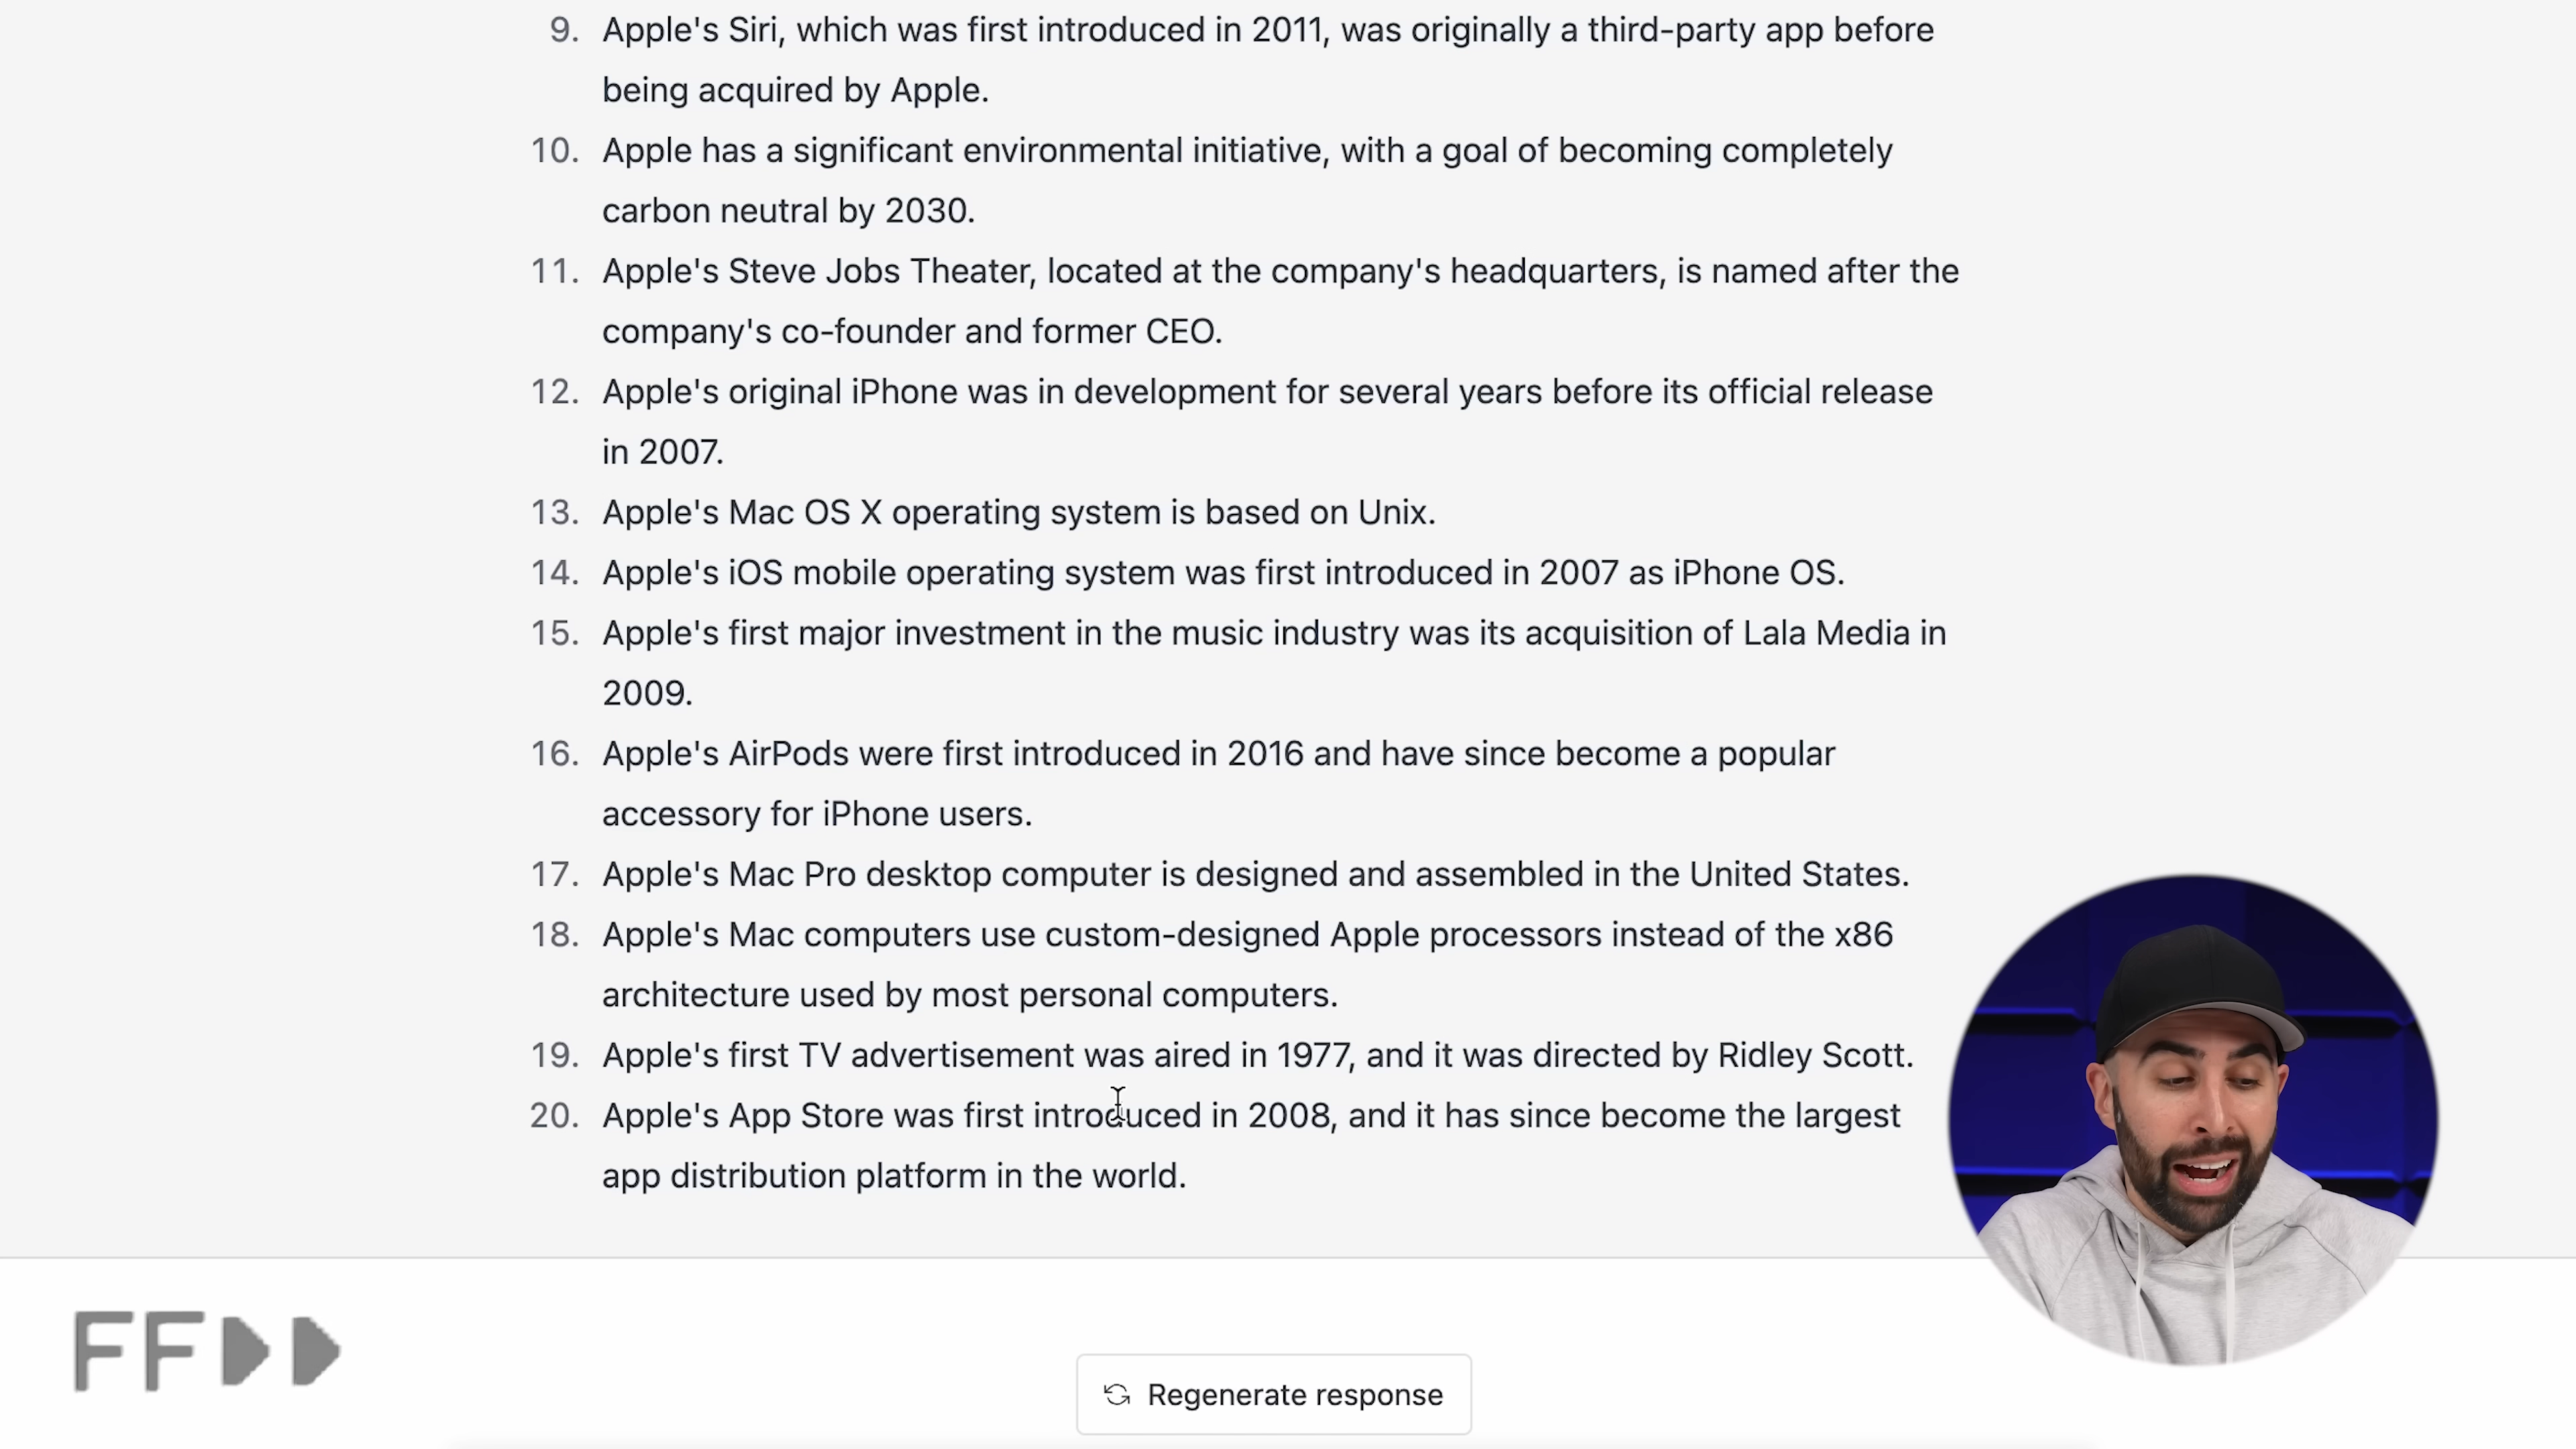 9. Apple's Siri, which was first introduced in 2011, was originally a third-party app before
being acquired by Apple.
10. Apple has a significant environmental initiative, with a goal of becoming completely
carbon neutral by 2030.
11. Apple's Steve Jobs Theater, located at the company's headquarters, is named after the
company's co-founder and former CEO.
12. Apple's original iPhone was in development for several years before its official release
in 2007.
13. Apple's Mac OS X operating system is based on Unix.
14. Apple's iOS mobile operating system was first introduced in 2007 as iPhone OS.
15. Apple's first major investment in the music industry was its acquisition of Lala Media in
2009.
16. Apple's AirPods were first introduced in 2016 and have since become a popular
accessory for iPhone users.
17. Apple's Mac Pro desktop computer is designed and assembled in the United States.
18. Apple's Mac computers use custom-designed Apple processors instead of the x86
architecture used by most personal computers.
19. Apple's first TV advertisement was aired in 1977, and it was directed by Ridley Scott.
20. Apple's App Store was first introduced in 2008, and it has since become the largest
app distribution platform in the world.
FF
Regenerate response